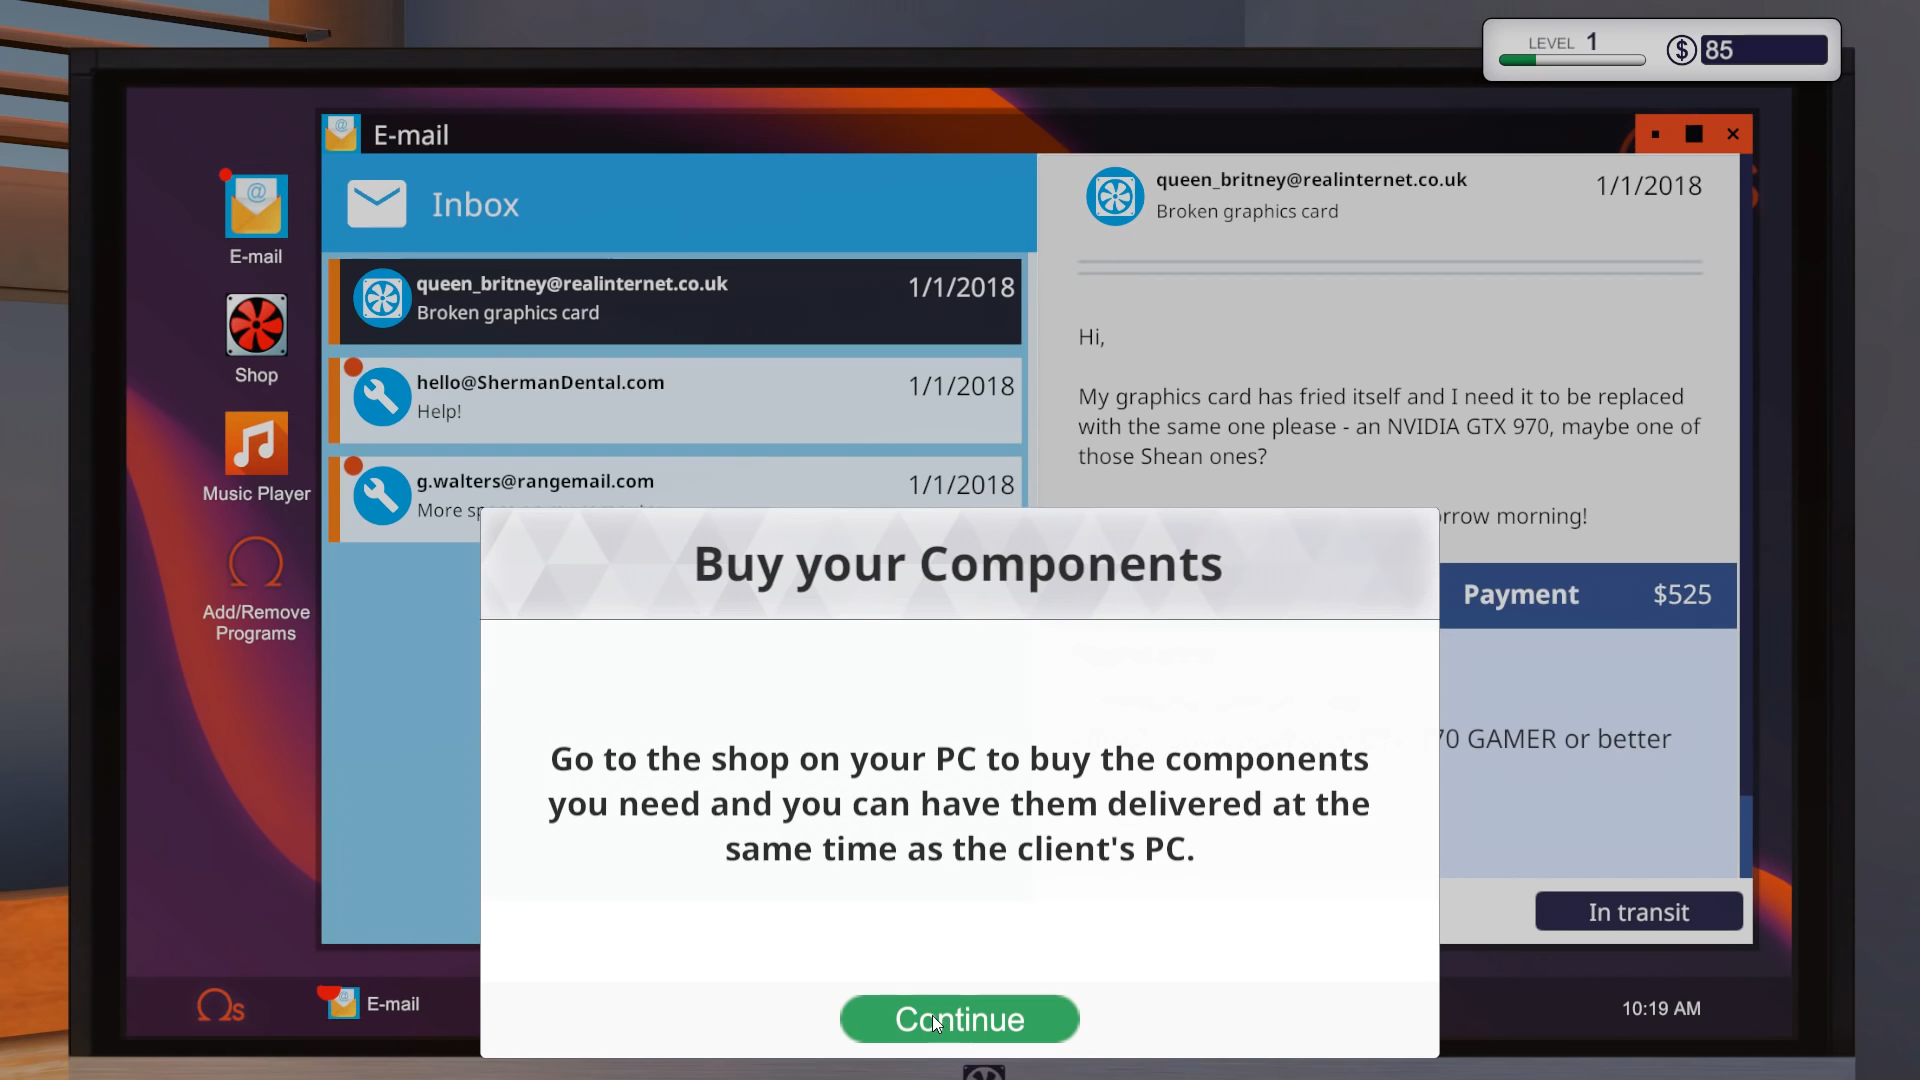 LEVEL 1
$ 85
E-mail
E-mail
Shop
Music Player
Add/Remove
Programs
Inbox
queen_britney@realinternet.co.uk
1/1/2018
Broken graphics card
hello@ShermanDental.com
1/1/2018
Help!
g.walters@rangemail.com
1/1/2018
More
queen_britney@realinternet.co.uk
1/1/2018
Broken graphics card
Hi,
My graphics card has fried itself and I need it to be replaced
with the same one please - an NVIDIA GTX 970, maybe one of
those Shean ones?
morning!
Payment $525
GAMER or better
In transit
Buy your Components
Go to the shop on your PC to buy the components
you need and you can have them delivered at the
same time as the client's PC.
Continue
E-mail
10:19 AM